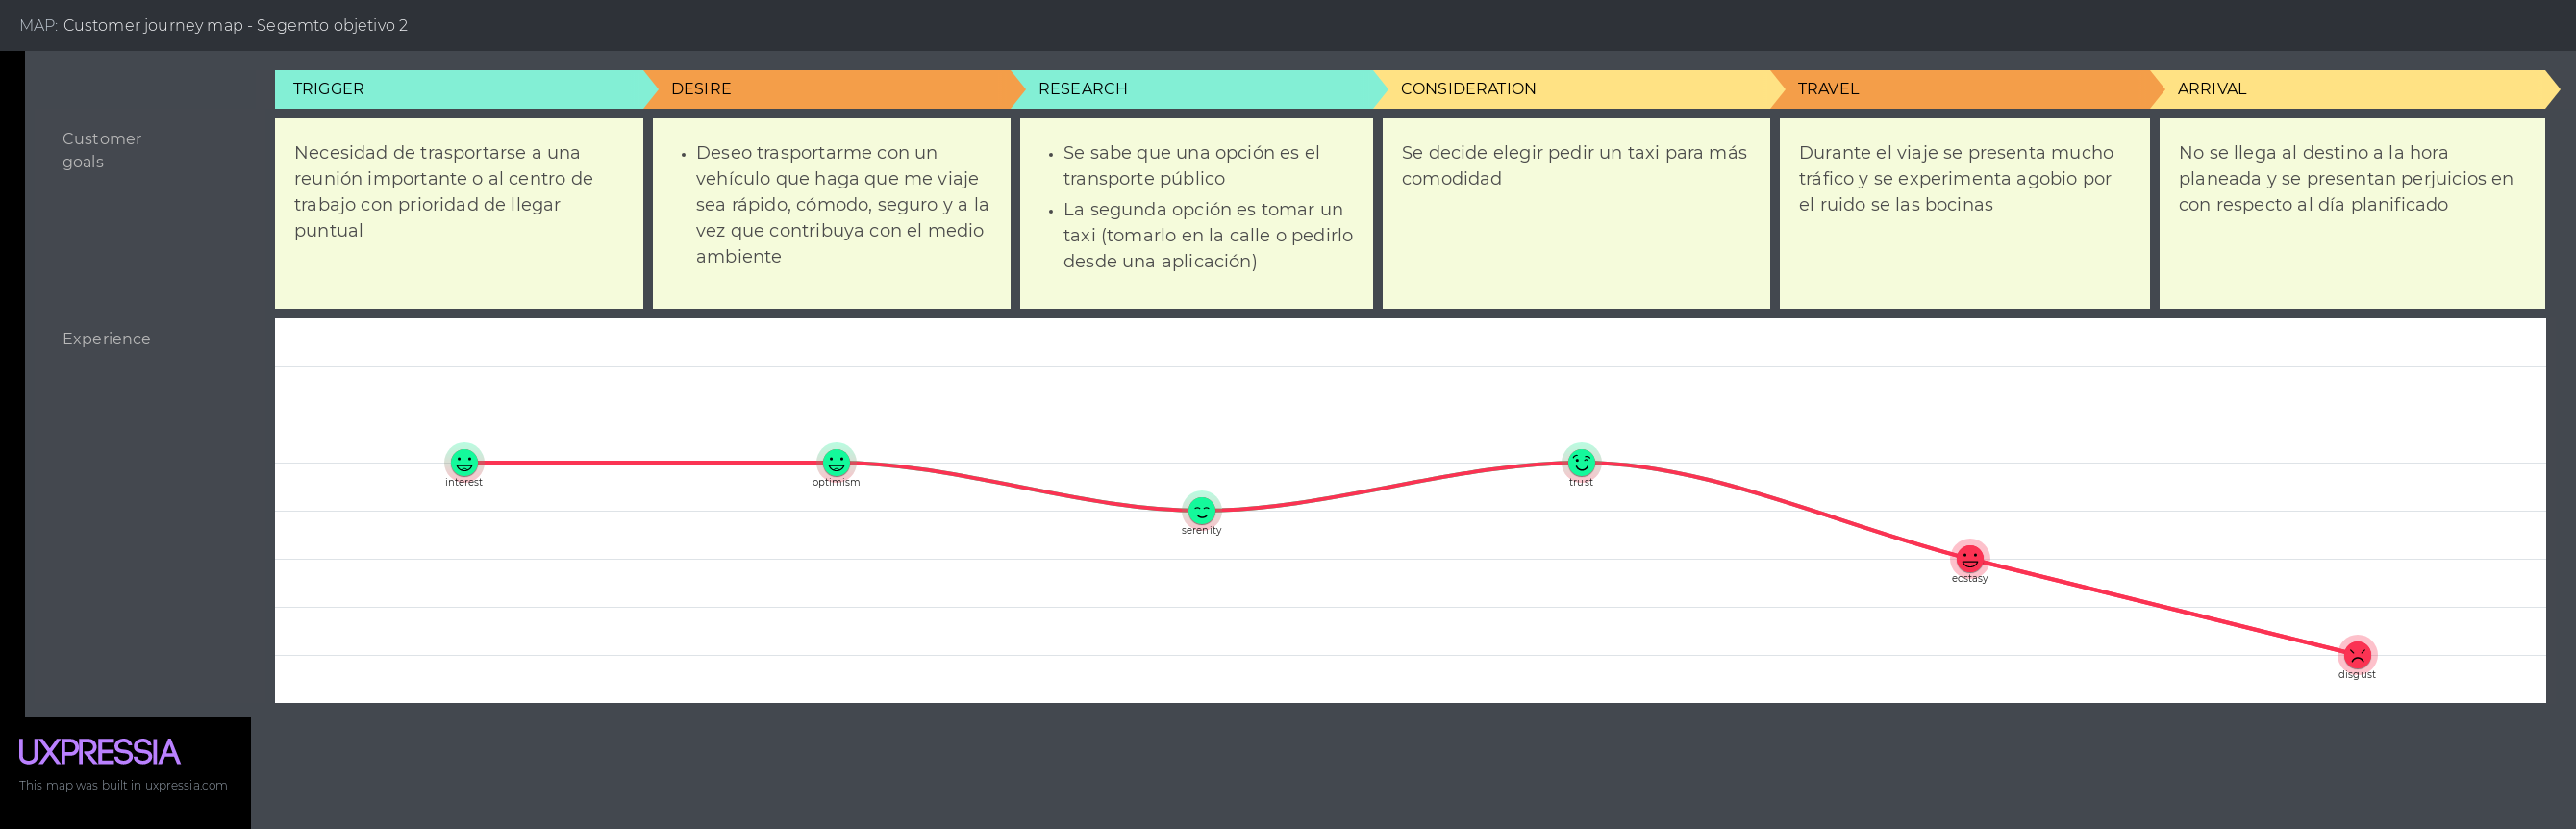 MAP: Customer journey map - Segemto objetivo 2
TRIGGER
DESIRE
RESEARCH
CONSIDERATION
TRAVEL
ARRIVAL
Customer
goals
Necesidad de trasportarse a una
reunión importante o al centro de
trabajo con prioridad de llegar
puntual
• Deseo trasportarme con un
vehículo que haga que me viaje
sea rápido, cómodo, seguro y a la
vez que contribuya con el medio
ambiente
• Se sabe que una opción es el
transporte público
• La segunda opción es tomar un
taxi (tomarlo en la calle o pedirlo
desde una aplicación)
Se decide elegir pedir un taxi para más
comodidad
Durante el viaje se presenta mucho
tráfico y se experimenta agobio por
el ruido se las bocinas
No se llega al destino a la hora
planeada y se presentan perjuicios en
con respecto al día planificado
Experience
interest
optimism
serenity
trust
ecstasy
disgust
UXPRESSIA
This map was built in uxpressia.com